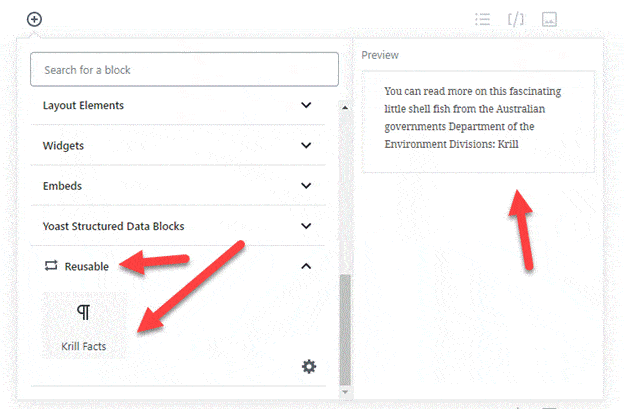 [/]
Search for a block
Preview
Layout Elements
Widgets
Embeds
Yoast Structured Data Blocks
Reusable
Krill Facts
You can read more on this fascinating
little shell fish from the Australian
governments Department of the
Environment Divisions: Krill